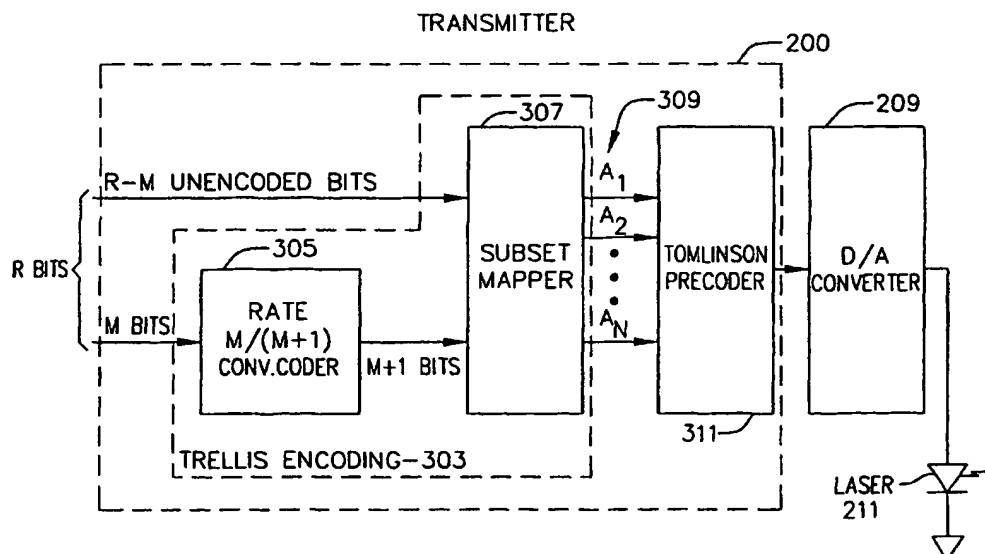 TRANSMITTER
200
307
309
209
R-M UNENCODED BITS
A1
A2
305
R BITS
SUBSET
MAPPER
TOMLINSON
PRECODER
D/A
CONVERTER
RATE
M/(M+1)
CONV.CODER
M BITS
M+1 BITS
AN
311
TRELLIS ENCODING-303
LASER
211